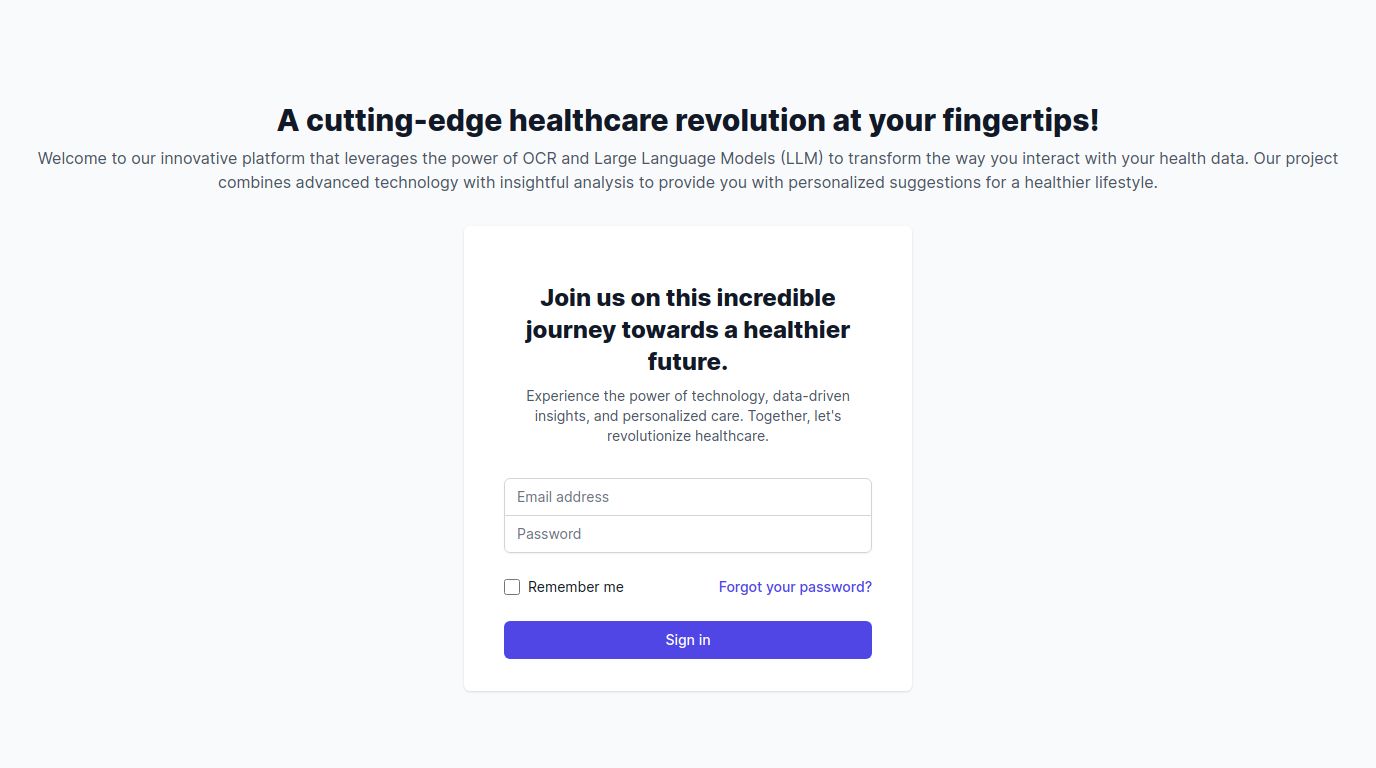 A cutting-edge healthcare revolution at your fingertips!
Welcome to our innovative platform that leverages the power of OCR and Large Language Models (LLM) to transform the way you interact with your health data. Our project
combines advanced technology with insightful analysis to provide you with personalized suggestions for a healthier lifestyle.
Join us on this incredible
journey towards a healthier
future.
Experience the power of technology, data-driven
insights, and personalized care. Together, let's
revolutionize healthcare.
Email address
Password
Remember me Forgot your password?
Sign in